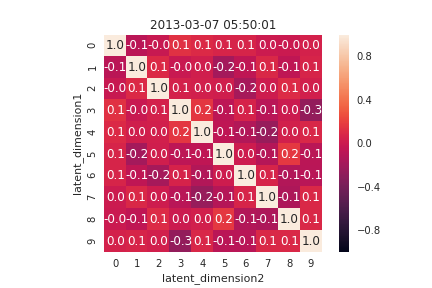 2013-03-07 05:50:01
latent_dimension1
0 1.0 -0.1 -0.0 0.1 0.1 0.1 0.1 0.0 -0.0 0.0
1 -0.1 1.0 0.1 -0.0 0.0 -0.2 -0.1 0.1 -0.1 0.1
2 -0.0 0.1 1.0 0.1 0.0 0.0 -0.2 0.0 0.1 0.0
3 0.1 -0.0 0.1 1.0 0.2 -0.1 0.1 -0.1 0.0 -0.3
4 0.1 0.0 0.0 0.2 1.0 -0.1 -0.1 -0.2 0.0 0.1
5 0.1 -0.2 0.0 -0.1 -0.1 1.0 0.0 -0.1 0.2 -0.1
6 0.1 -0.1 -0.2 0.1 -0.1 0.0 1.0 0.1 -0.1 -0.1
7 0.0 0.1 0.0 -0.1 -0.2 -0.1 0.1 1.0 -0.1 0.1
8 -0.0 -0.1 0.1 0.0 0.0 0.2 -0.1 -0.1 1.0 0.1
9 0.0 0.1 0.0 -0.3 0.1 -0.1 -0.1 0.1 0.1 1.0
0 1 2 3 4 5 6 7 8 9
latent_dimension2
0.8
0.4
0.0
-0.4
-0.8